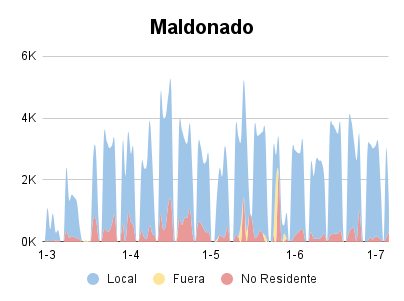 Maldonado
6K
4K
2K
0K
1-3 1-4 1-5 1-6 1-7
Local Fuera No Residente